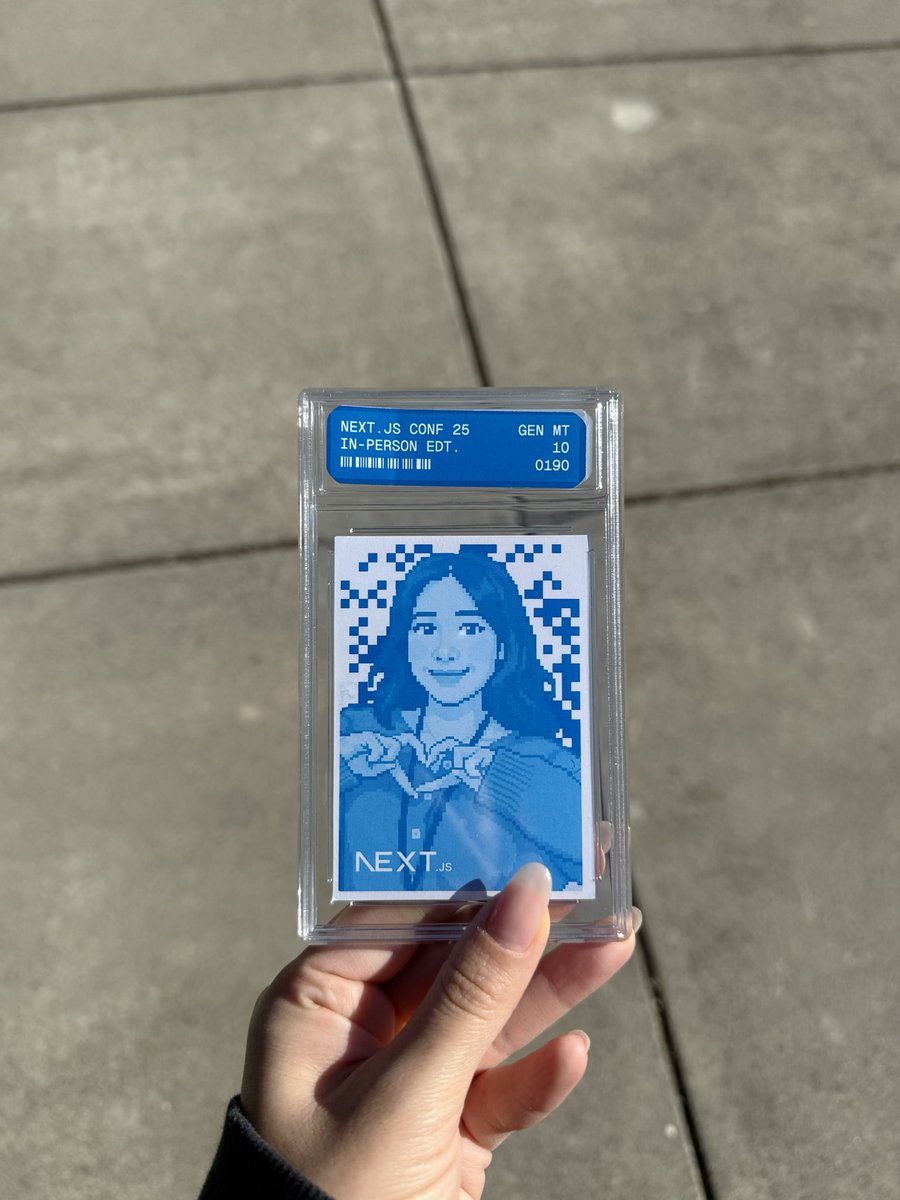 NEXT.JS CONF 25
IN-PERSON EDT.
GEN MT
10
0190
NEXT.JS